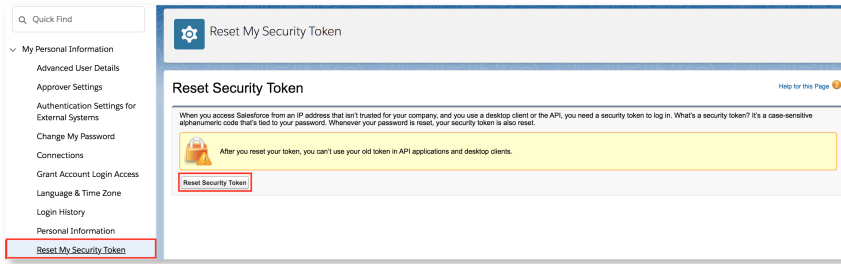 Quick Find
My Personal Information
Advanced User Details
Approver Settings
Authentication Settings for
External Systems
Change My Password
Connections
Grant Account Login Access
Language & Time Zone
Login History
Personal Information
Reset My Security Token
Reset My Security Token
Reset Security Token
Help for this Page ?
When you access Salesforce from an IP address that isn't trusted for your company, and you use a desktop client or the API, you need a security token to log in. What's a security token? It's a case-sensitive
alphanumeric code that's tied to your password. Whenever your password is reset, your security token is also reset.
After you reset your token, you can't use your old token in API applications and desktop clients.
Reset Security Token